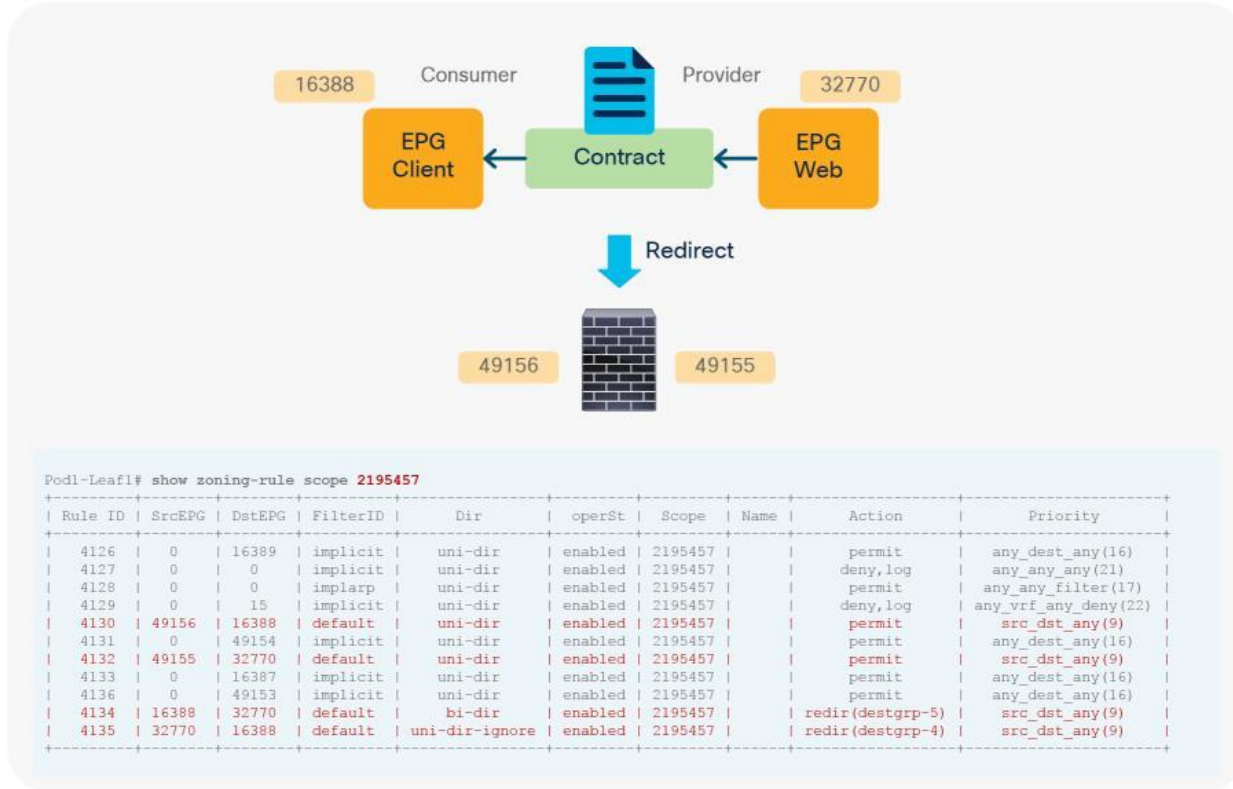 Consumer
Provider
16388
32770
EPG
Client
Contract
EPG
Web
Redirect
49156
49155
Pod1-Leaf1# show zoning-rule scope 2195457
+---------+--------+--------+----------+----------------+---------+---------+------+------------------+----------------------+
| Rule ID | SrcEPG | DstEPG | FilterID | Dir | operSt | Scope | Name | Action | Priority |
+---------+--------+--------+----------+----------------+---------+---------+------+------------------+----------------------+
| 4126 | 0 | 16389 | implicit | uni-dir | enabled | 2195457 | | permit | any_dest_any(16) |
| 4127 | 0 | 0 | implicit | uni-dir | enabled | 2195457 | | deny,log | any_any_any(21) |
| 4128 | 0 | 0 | implarp | uni-dir | enabled | 2195457 | | permit | any_any_filter(17) |
| 4129 | 0 | 15 | implicit | uni-dir | enabled | 2195457 | | deny,log | any_vrf_any_deny(22) |
| 4130 | 49156 | 16388 | default | uni-dir | enabled | 2195457 | | permit | src_dst_any(9) |
| 4131 | 0 | 49154 | implicit | uni-dir | enabled | 2195457 | | permit | any_dest_any(16) |
| 4132 | 49155 | 32770 | default | uni-dir | enabled | 2195457 | | permit | src_dst_any(9) |
| 4133 | 0 | 16387 | implicit | uni-dir | enabled | 2195457 | | permit | any_dest_any(16) |
| 4136 | 0 | 49153 | implicit | uni-dir | enabled | 2195457 | | permit | any_dest_any(16) |
| 4134 | 16388 | 32770 | default | bi-dir | enabled | 2195457 | | redir(destgrp-5) | src_dst_any(9) |
| 4135 | 32770 | 16388 | default | uni-dir-ignore | enabled | 2195457 | | redir(destgrp-4) | src_dst_any(9) |
+---------+--------+--------+----------+----------------+---------+---------+------+------------------+----------------------+